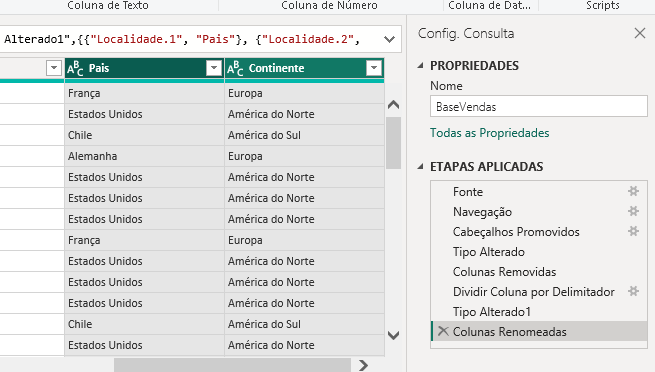 Coluna de Texto
Coluna de Número
Coluna de Dat...
Scripts
Alterado1",{{"Localidade.1", "Pais"}, {"Localidade.2",
ABC Pais
ABC Continente
França Europa
Estados Unidos América do Norte
Chile América do Sul
Alemanha Europa
Estados Unidos América do Norte
Estados Unidos América do Norte
Estados Unidos América do Norte
França Europa
Estados Unidos América do Norte
Estados Unidos América do Norte
Estados Unidos América do Norte
Chile América do Sul
Estados Unidos América do Norte
Config. Consulta
PROPRIEDADES
Nome
BaseVendas
Todas as Propriedades
ETAPAS APLICADAS
Fonte
Navegação
Cabeçalhos Promovidos
Tipo Alterado
Colunas Removidas
Dividir Coluna por Delimitador
Tipo Alterado1
Colunas Renomeadas